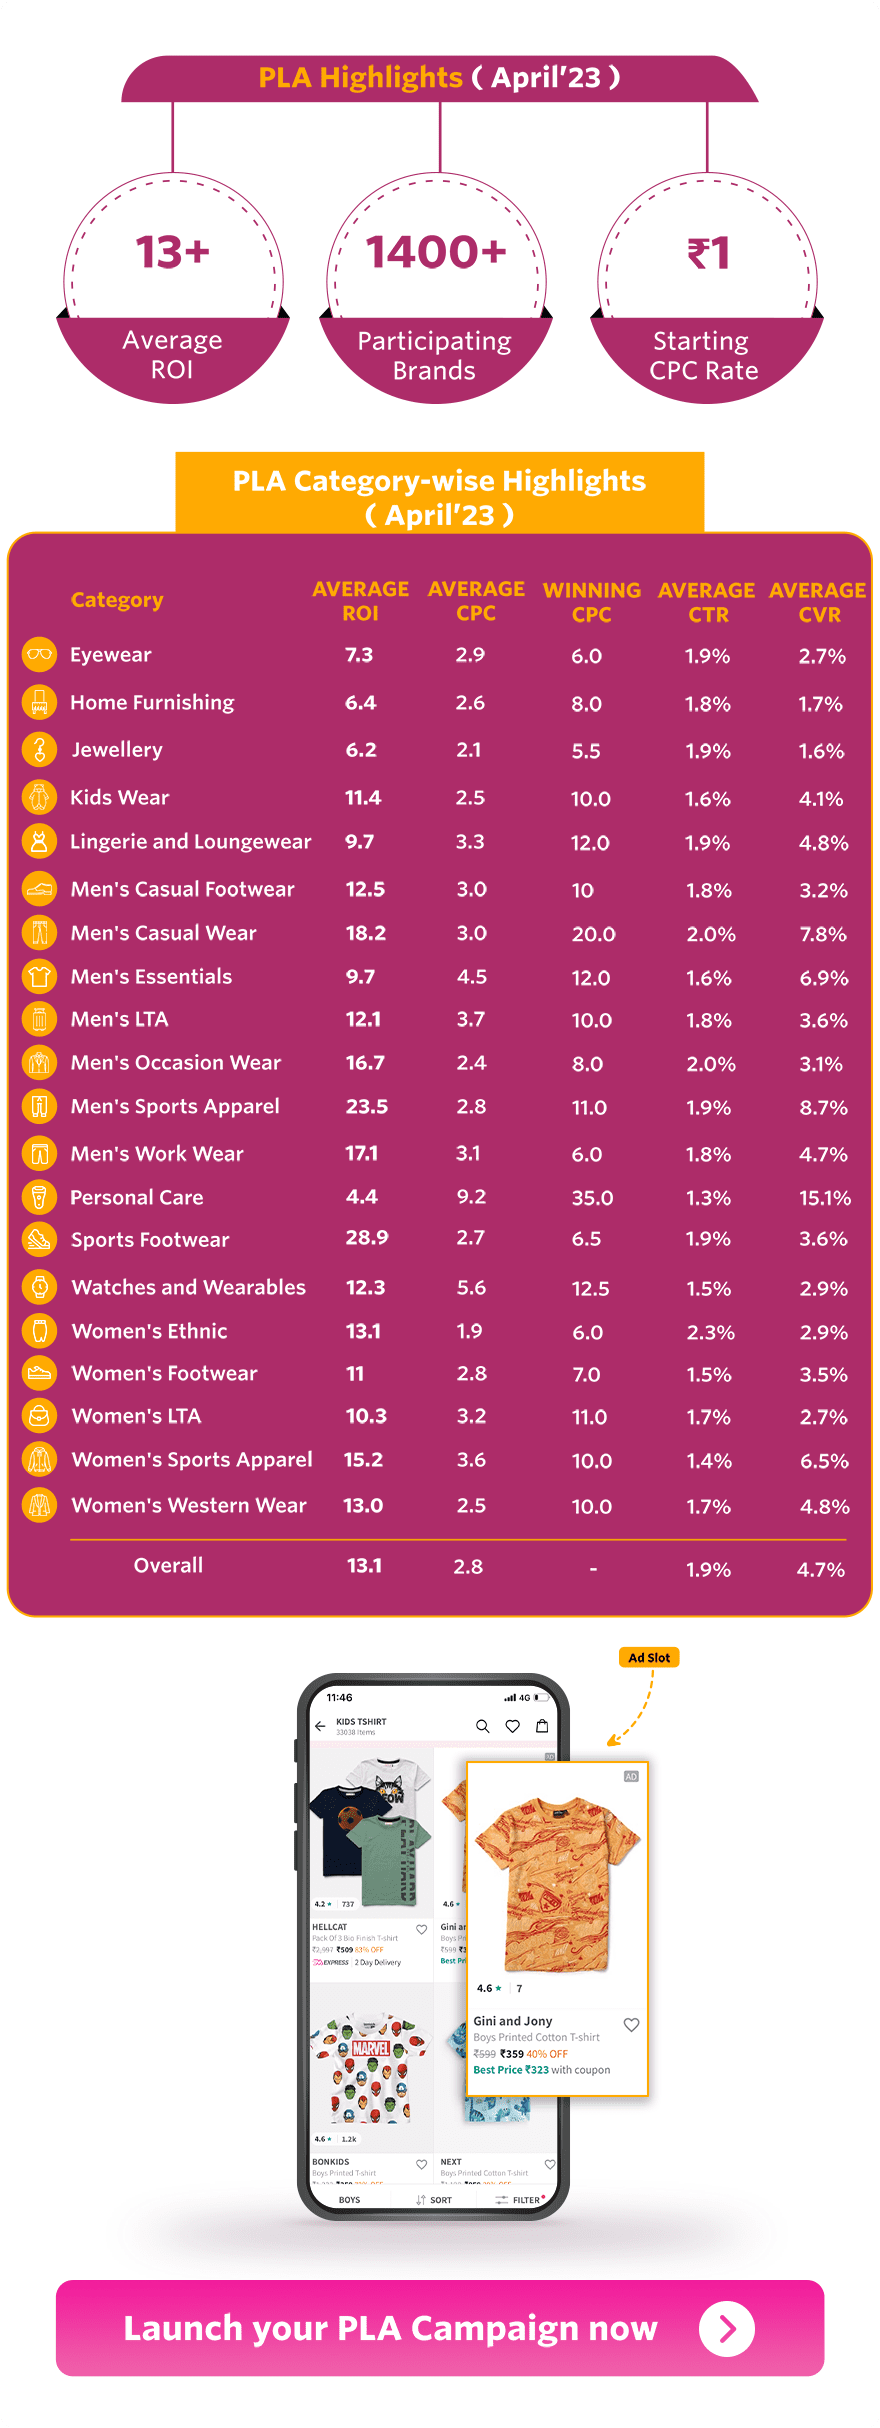 PLA Highlights ( April’23 )
13+
Average
ROI
1400+
Participating
Brands
₹1
Starting
CPC Rate
PLA Category-wise Highlights
( April’23 )
Category AVERAGE ROI AVERAGE CPC WINNING CPC AVERAGE CTR AVERAGE CVR
Eyewear 7.3 2.9 6.0 1.9% 2.7%
Home Furnishing 6.4 2.6 8.0 1.8% 1.7%
Jewellery 6.2 2.1 5.5 1.9% 1.6%
Kids Wear 11.4 2.5 10.0 1.6% 4.1%
Lingerie and Loungewear 9.7 3.3 12.0 1.9% 4.8%
Men's Casual Footwear 12.5 3.0 10 1.8% 3.2%
Men's Casual Wear 18.2 3.0 20.0 2.0% 7.8%
Men's Essentials 9.7 4.5 12.0 1.6% 6.9%
Men's LTA 12.1 3.7 10.0 1.8% 3.6%
Men's Occasion Wear 16.7 2.4 8.0 2.0% 3.1%
Men's Sports Apparel 23.5 2.8 11.0 1.9% 8.7%
Men's Work Wear 17.1 3.1 6.0 1.8% 4.7%
Personal Care 4.4 9.2 35.0 1.3% 15.1%
Sports Footwear 28.9 2.7 6.5 1.9% 3.6%
Watches and Wearables 12.3 5.6 12.5 1.5% 2.9%
Women's Ethnic 13.1 1.9 6.0 2.3% 2.9%
Women's Footwear 11 2.8 7.0 1.5% 3.5%
Women's LTA 10.3 3.2 11.0 1.7% 2.7%
Women's Sports Apparel 15.2 3.6 10.0 1.4% 6.5%
Women's Western Wear 13.0 2.5 10.0 1.7% 4.8%
Overall 13.1 2.8 - 1.9% 4.7%
Ad Slot
11:46 4G
KIDS TSHIRT
33038 Items
AD
4.2 ★ 737
HELLCAT
Pack Of 3 Bio Finish T-shirt
₹2,997 ₹509 83% OFF
EXPRESS 2 Day Delivery
4.6 ★
Gini ar
Boys Pr
₹599
Best Pr
AD
4.6 ★ 7
Gini and Jony
Boys Printed Cotton T-shirt
₹599 ₹359 40% OFF
Best Price ₹323 with coupon
MARVEL
4.6 ★ 1.2k
BONKIDS
Boys Printed T-shirt
NEXT
Boys Printed Cotton T-shirt
BOYS SORT FILTER
Launch your PLA Campaign now